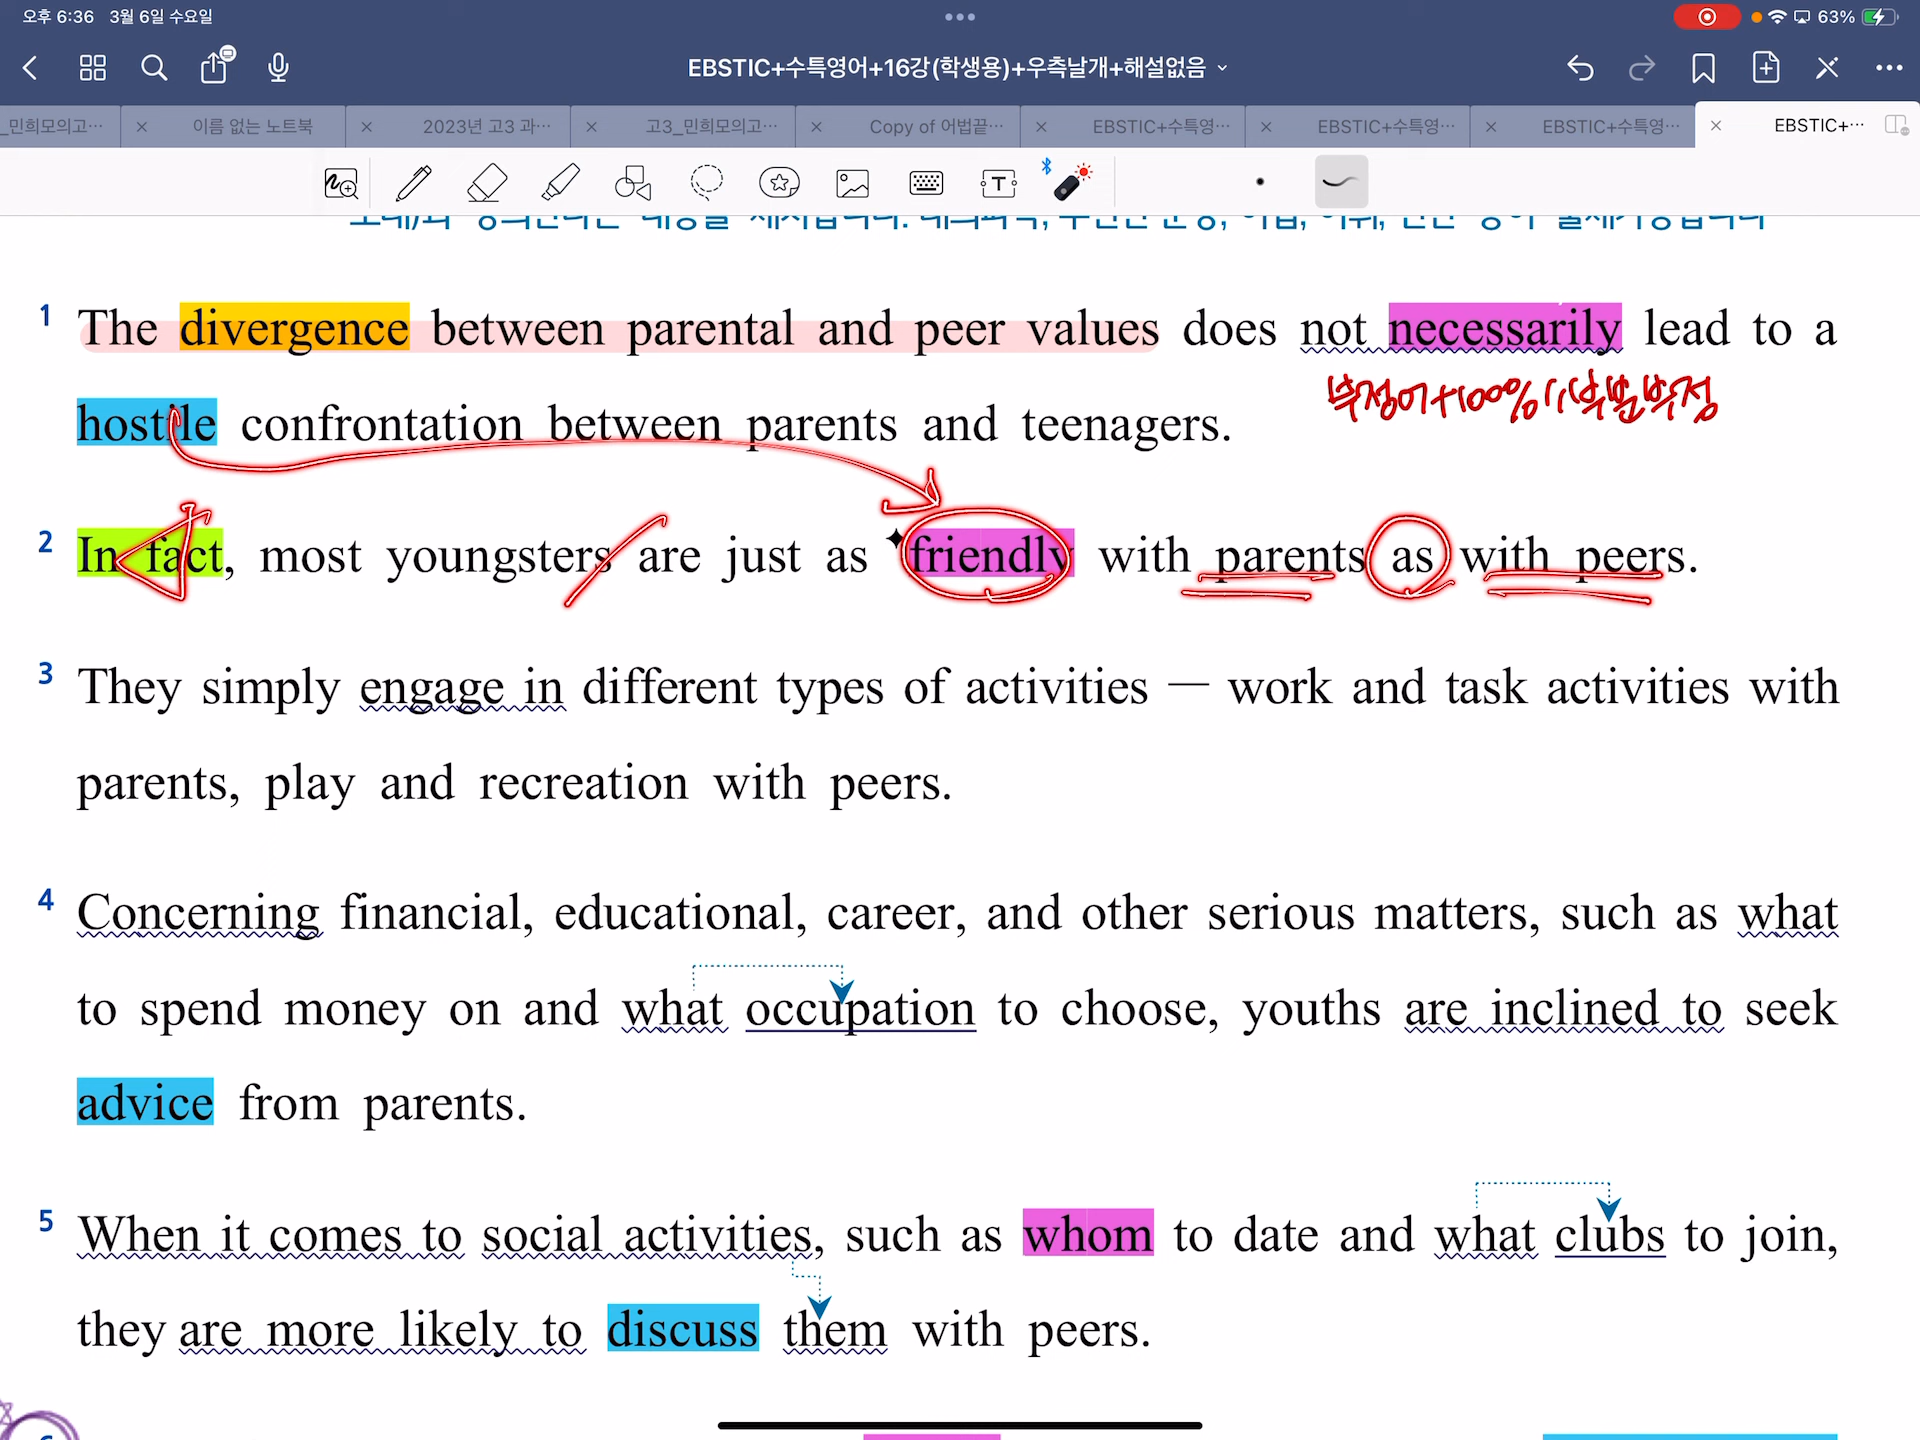 오후 6:36 3월 6일 수요일
63%
EBSTIC+수특영어+16강(학생용)+우측날개+해설없음
_민희모의고…
이름 없는 노트북
2023년 고3 과…
고3_민희모의고…
Copy of 어법끝…
EBSTIC+수특영…
EBSTIC+수특영…
EBSTIC+수특영…
EBSTIC+…
1 The divergence between parental and peer values does not necessarily lead to a
부정어+100% 부분부정
hostile confrontation between parents and teenagers.
2 In fact, most youngsters are just as friendly with parents as with peers.
3 They simply engage in different types of activities — work and task activities with
parents, play and recreation with peers.
4 Concerning financial, educational, career, and other serious matters, such as what
to spend money on and what occupation to choose, youths are inclined to seek
advice from parents.
5 When it comes to social activities, such as whom to date and what clubs to join,
they are more likely to discuss them with peers.